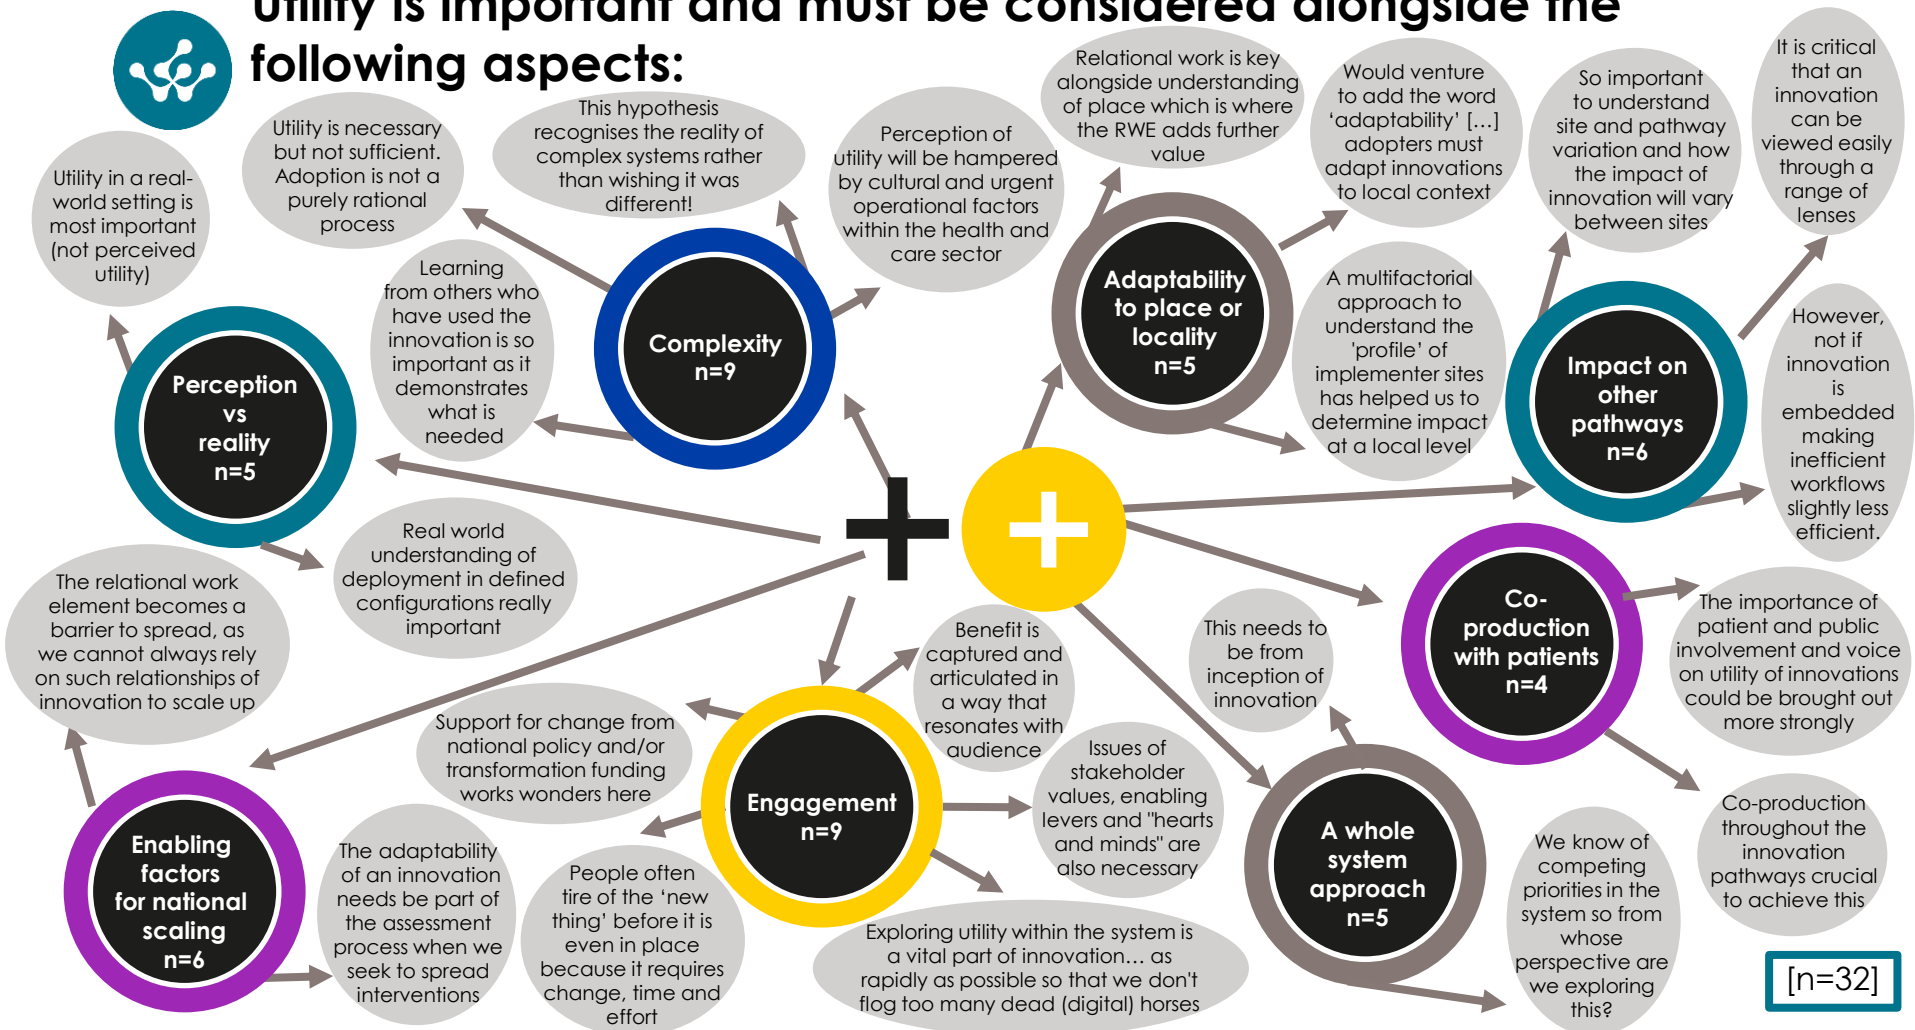 Utility is important and must be considered alongside the
following aspects:
Utility in a real-
world setting is
most important
(not perceived
utility)
Utility is necessary
but not sufficient.
Adoption is not a
purely rational
process
This hypothesis
recognises the reality of
complex systems rather
than wishing it was
different!
Perception of
utility will be hampered
by cultural and urgent
operational factors
within the health and
care sector
Learning
from others who
have used the
innovation is so
important as it
demonstrates
what is
needed
Complexity
n=9
Perception
vs
reality
n=5
Real world
understanding of
deployment in defined
configurations really
important
Relational work is key
alongside understanding
of place which is where
the RWE adds further
value
Would venture
to add the word
‘adaptability’ […]
adopters must
adapt innovations
to local context
Adaptability
to place or
locality
n=5
A multifactorial
approach to
understand the
'profile’ of
implementer sites
has helped us to
determine impact
at a local level
So important
to understand
site and pathway
variation and how
the impact of
innovation will vary
between sites
It is critical
that an
innovation
can be
viewed easily
through a
range of
lenses
Impact on
other
pathways
n=6
However,
not if
innovation
is
embedded
making
inefficient
workflows
slightly less
efficient.
The relational work
element becomes a
barrier to spread, as
we cannot always rely
on such relationships of
innovation to scale up
Enabling
factors
for national
scaling
n=6
The adaptability
of an innovation
needs be part of
the assessment
process when we
seek to spread
interventions
Support for change from
national policy and/or
transformation funding
works wonders here
Benefit is
captured and
articulated in
a way that
resonates with
audience
Engagement
n=9
Issues of
stakeholder
values, enabling
levers and "hearts
and minds" are
also necessary
People often
tire of the ‘new
thing’ before it is
even in place
because it requires
change, time and
effort
Exploring utility within the system is
a vital part of innovation… as
rapidly as possible so that we don't
flog too many dead (digital) horses
This needs to
be from
inception of
innovation
A whole
system
approach
n=5
We know of
competing
priorities in the
system so from
whose
perspective are
we exploring
this?
Co-
production
with patients
n=4
The importance of
patient and public
involvement and voice
on utility of innovations
could be brought out
more strongly
Co-production
throughout the
innovation
pathways crucial
to achieve this
[n=32]